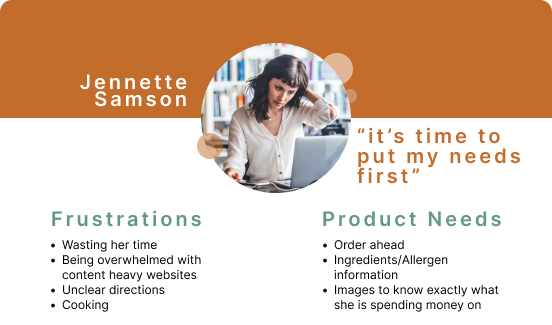 Jennette
Samson
“it’s time to
put my needs
first”
Frustrations
• Wasting her time
• Being overwhelmed with
content heavy websites
• Unclear directions
• Cooking
Product Needs
• Order ahead
• Ingredients/Allergen
information
• Images to know exactly what
she is spending money on